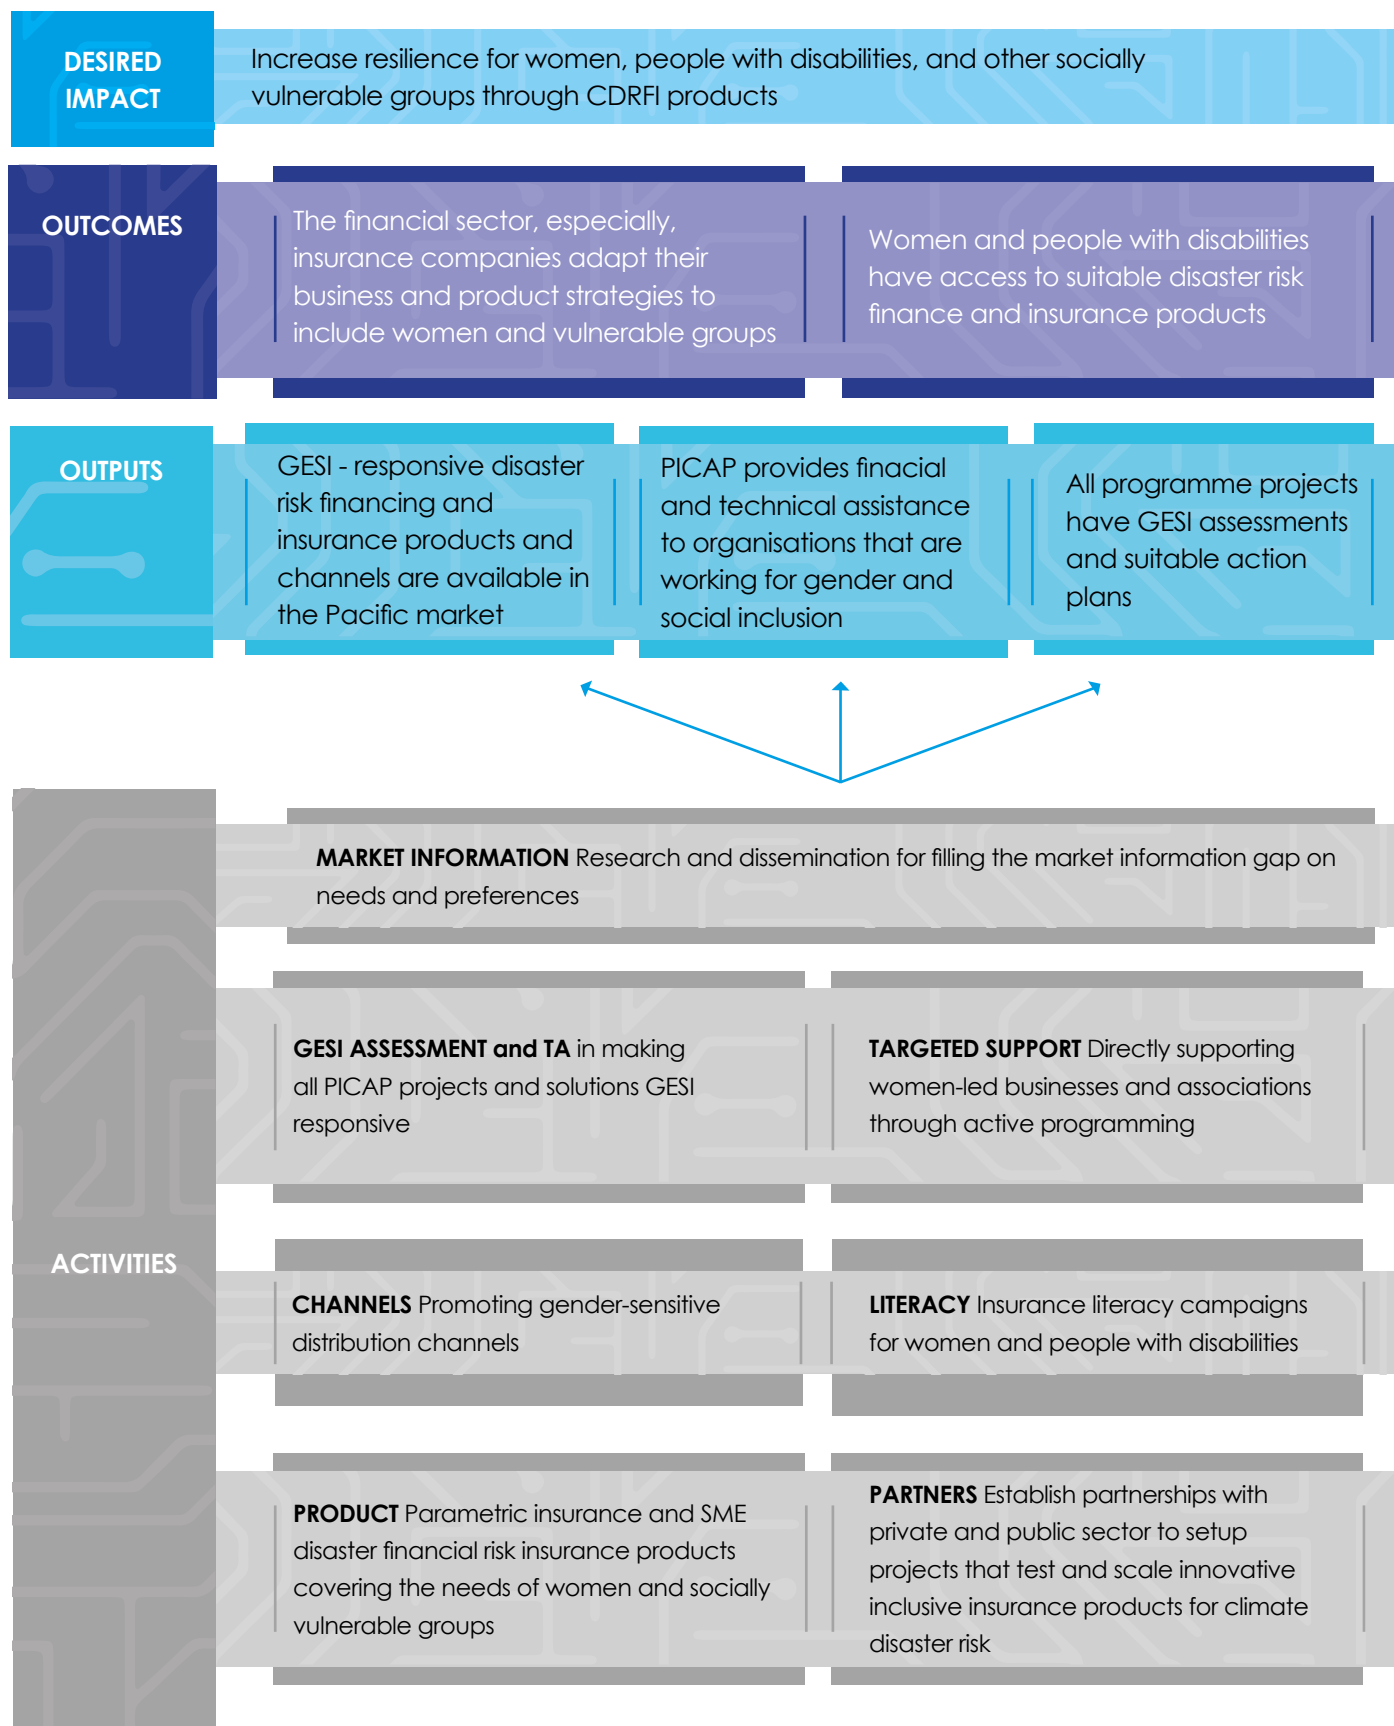 DESIRED
IMPACT
Increase resilience for women, people with disabilities, and other socially
vulnerable groups through CDRFI products
OUTCOMES
The financial sector, especially,
insurance companies adapt their
business and product strategies to
include women and vulnerable groups
Women and people with disabilities
have access to suitable disaster risk
finance and insurance products
OUTPUTS
GESI - responsive disaster
risk financing and
insurance products and
channels are available in
the Pacific market
PICAP provides finacial
and technical assistance
to organisations that are
working for gender and
social inclusion
All programme projects
have GESI assessments
and suitable action
plans
ACTIVITIES
MARKET INFORMATION Research and dissemination for filling the market information gap on
needs and preferences
GESI ASSESSMENT and TA in making
all PICAP projects and solutions GESI
responsive
TARGETED SUPPORT Directly supporting
women-led businesses and associations
through active programming
CHANNELS Promoting gender-sensitive
distribution channels
LITERACY Insurance literacy campaigns
for women and people with disabilities
PRODUCT Parametric insurance and SME
disaster financial risk insurance products
covering the needs of women and socially
vulnerable groups
PARTNERS Establish partnerships with
private and public sector to setup
projects that test and scale innovative
inclusive insurance products for climate
disaster risk